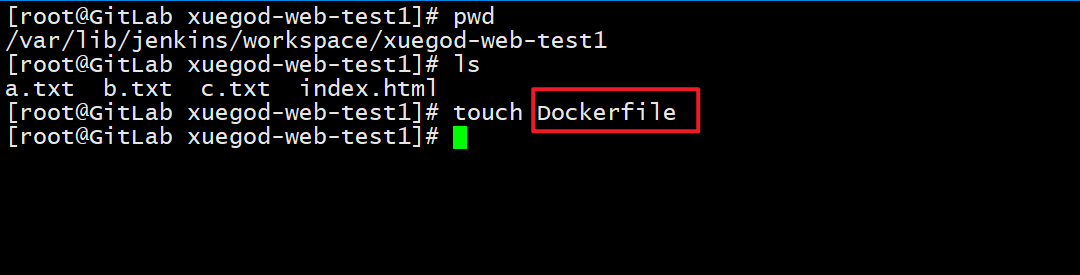 [root@GitLab xuegod-web-test1]# pwd
/var/lib/jenkins/workspace/xuegod-web-test1
[root@GitLab xuegod-web-test1]# ls
a.txt  b.txt  c.txt  index.html
[root@GitLab xuegod-web-test1]# touch Dockerfile
[root@GitLab xuegod-web-test1]#